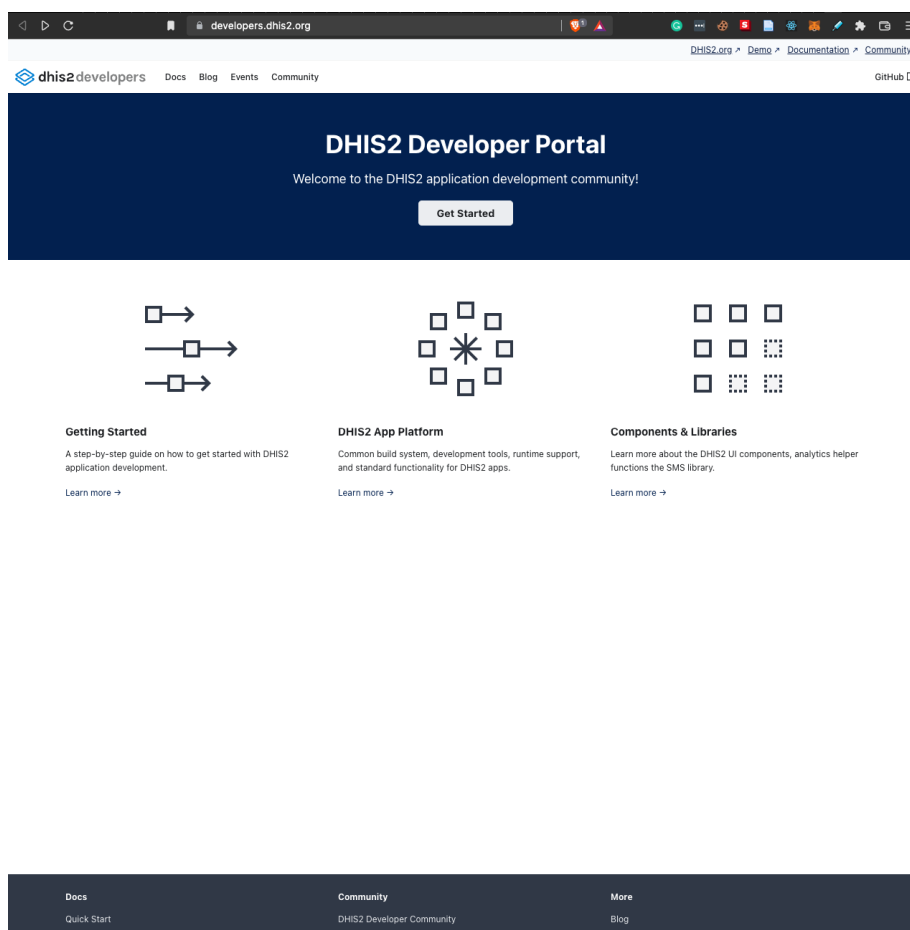 developers.dhis2.org
DHIS2.org ↗ Demo ↗ Documentation ↗ Community
dhis2developers Docs Blog Events Community GitHub
DHIS2 Developer Portal
Welcome to the DHIS2 application development community!
Get Started
Getting Started
A step-by-step guide on how to get started with DHIS2
application development.
Learn more →
DHIS2 App Platform
Common build system, development tools, runtime support,
and standard functionality for DHIS2 apps.
Learn more →
Components & Libraries
Learn more about the DHIS2 UI components, analytics helper
functions the SMS library.
Learn more →
Docs
Quick Start
Community
DHIS2 Developer Community
More
Blog